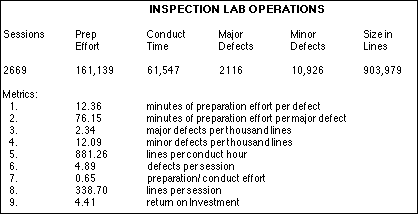 INSPECTION LAB OPERATIONS
Sessions Prep Effort Conduct Time Major Defects Minor Defects Size in Lines
2669 161,139 61,547 2116 10,926 903,979
Metrics:
1. 12.36 minutes of preparation effort per defect
2. 76.15 minutes of preparation effort per major defect
3. 2.34 major defects per thousand lines
4. 12.09 minor defects per thousand lines
5. 881.26 lines per conduct hour
6. 4.89 defects per session
7. 0.65 preparation/ conduct effort
8. 338.70 lines per session
9. 4.41 return on Investment